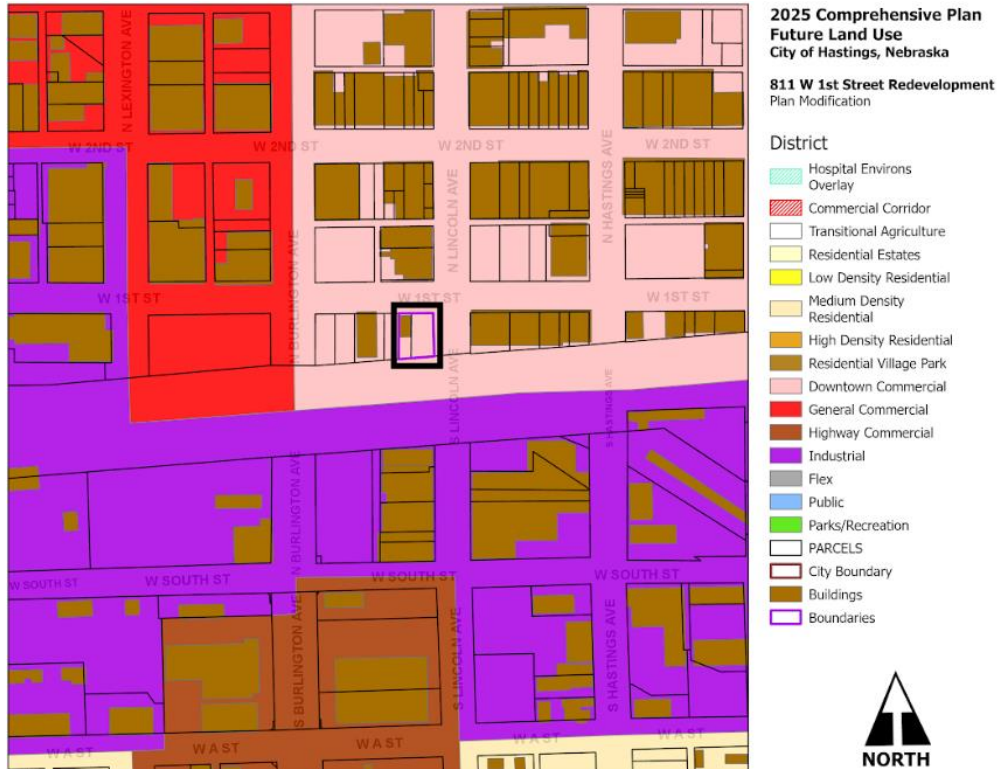 2025 Comprehensive Plan
Future Land Use
City of Hastings, Nebraska
811 W 1st Street Redevelopment
Plan Modification
District
Hospital Environs
Overlay
Commercial Corridor
Transitional Agriculture
Residential Estates
Low Density Residential
Medium Density
Residential
High Density Residential
Residential Village Park
Downtown Commercial
General Commercial
Highway Commercial
Industrial
Flex
Public
Parks/Recreation
PARCELS
City Boundary
Buildings
Boundaries
NORTH
N LEXINGTON AVE
W 2ND ST
W 2ND ST
W 2ND ST
W 2ND ST
N LINCOLN AVE
N HASTINGS AVE
N BURLINGTON AVE
W 1ST ST
W 1ST ST
W 1ST ST
S LINCOLN AVE
S HASTINGS AVE
N BURLINGTON AVE
W SOUTH ST
W SOUTH ST
W SOUTH ST
W SOUTH ST
S BURLINGTON AVE
S LINCOLN AVE
S HASTINGS AVE
W A ST
W A ST
W A ST
W A ST
W A ST